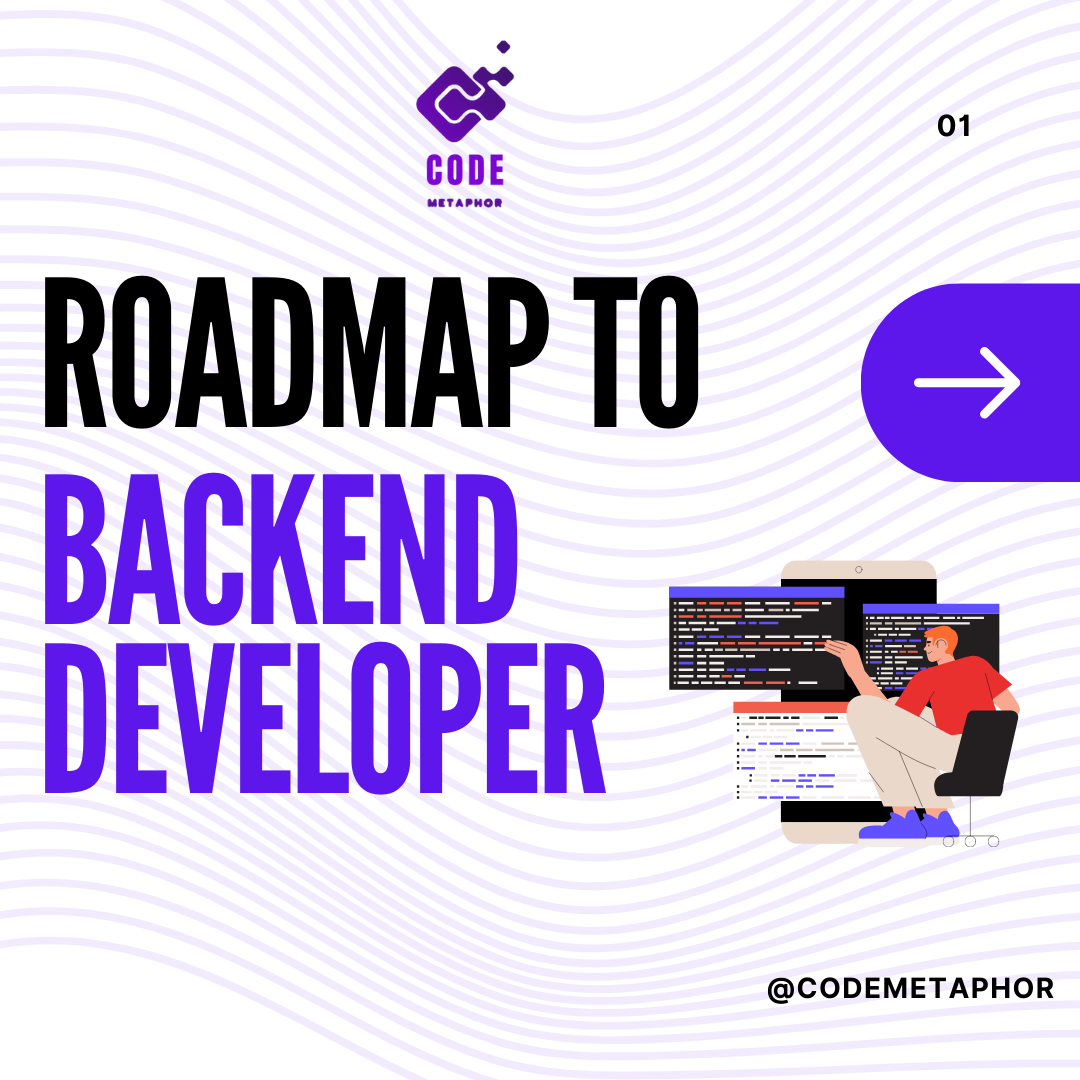 CODE
METAPHOR
01
ROADMAP TO
BACKEND
DEVELOPER
@CODEMETAPHOR